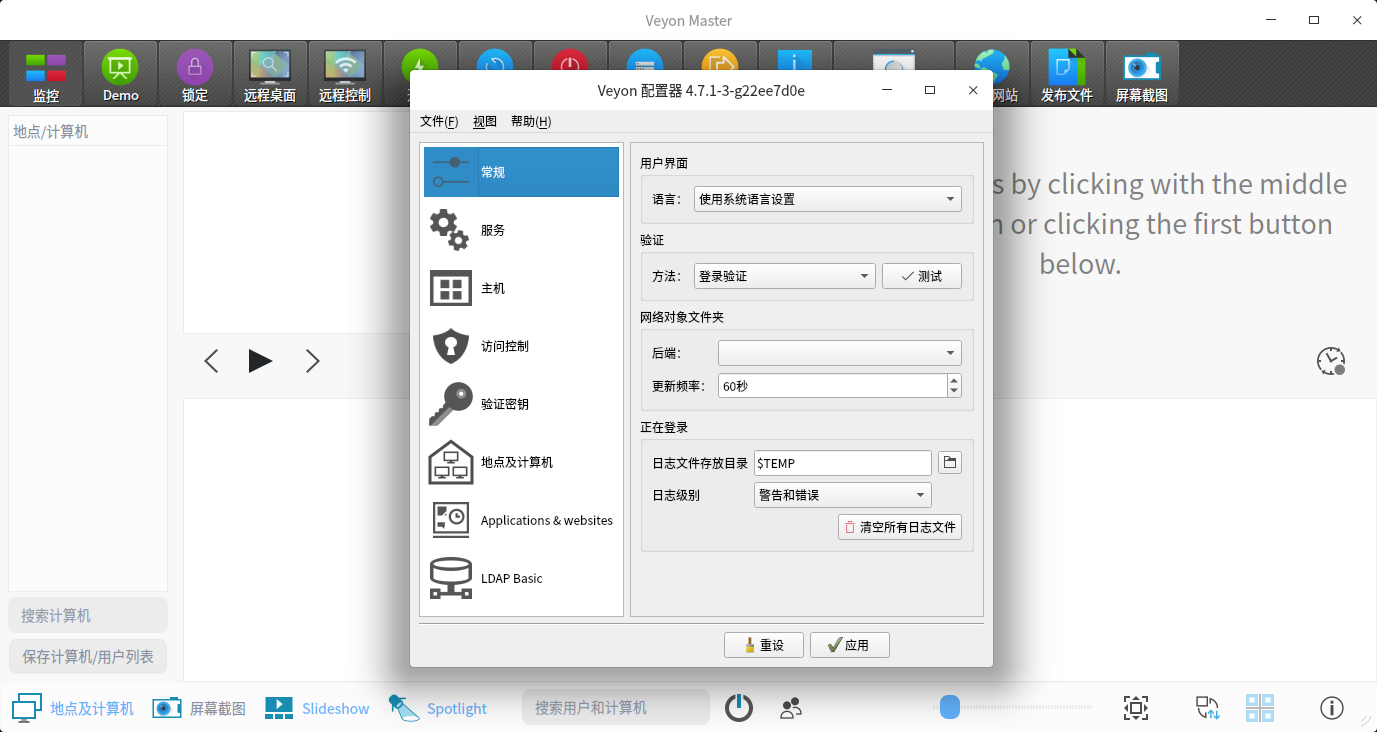 Veyon Master
监控
Demo
锁定
远程桌面
远程控制
网站
发布文件
屏幕截图
地点/计算机
搜索计算机
保存计算机/用户列表
s by clicking with the middle
or clicking the first button
below.
Veyon 配置器 4.7.1-3-g22ee7d0e
文件(F) 视图 帮助(H)
常规
服务
主机
访问控制
验证密钥
地点及计算机
Applications & websites
LDAP Basic
用户界面
语言： 使用系统语言设置
验证
方法： 登录验证 测试
网络对象文件夹
后端：
更新频率： 60秒
正在登录
日志文件存放目录 $TEMP
日志级别 警告和错误
清空所有日志文件
重设 应用
地点及计算机 屏幕截图 Slideshow Spotlight 搜索用户和计算机